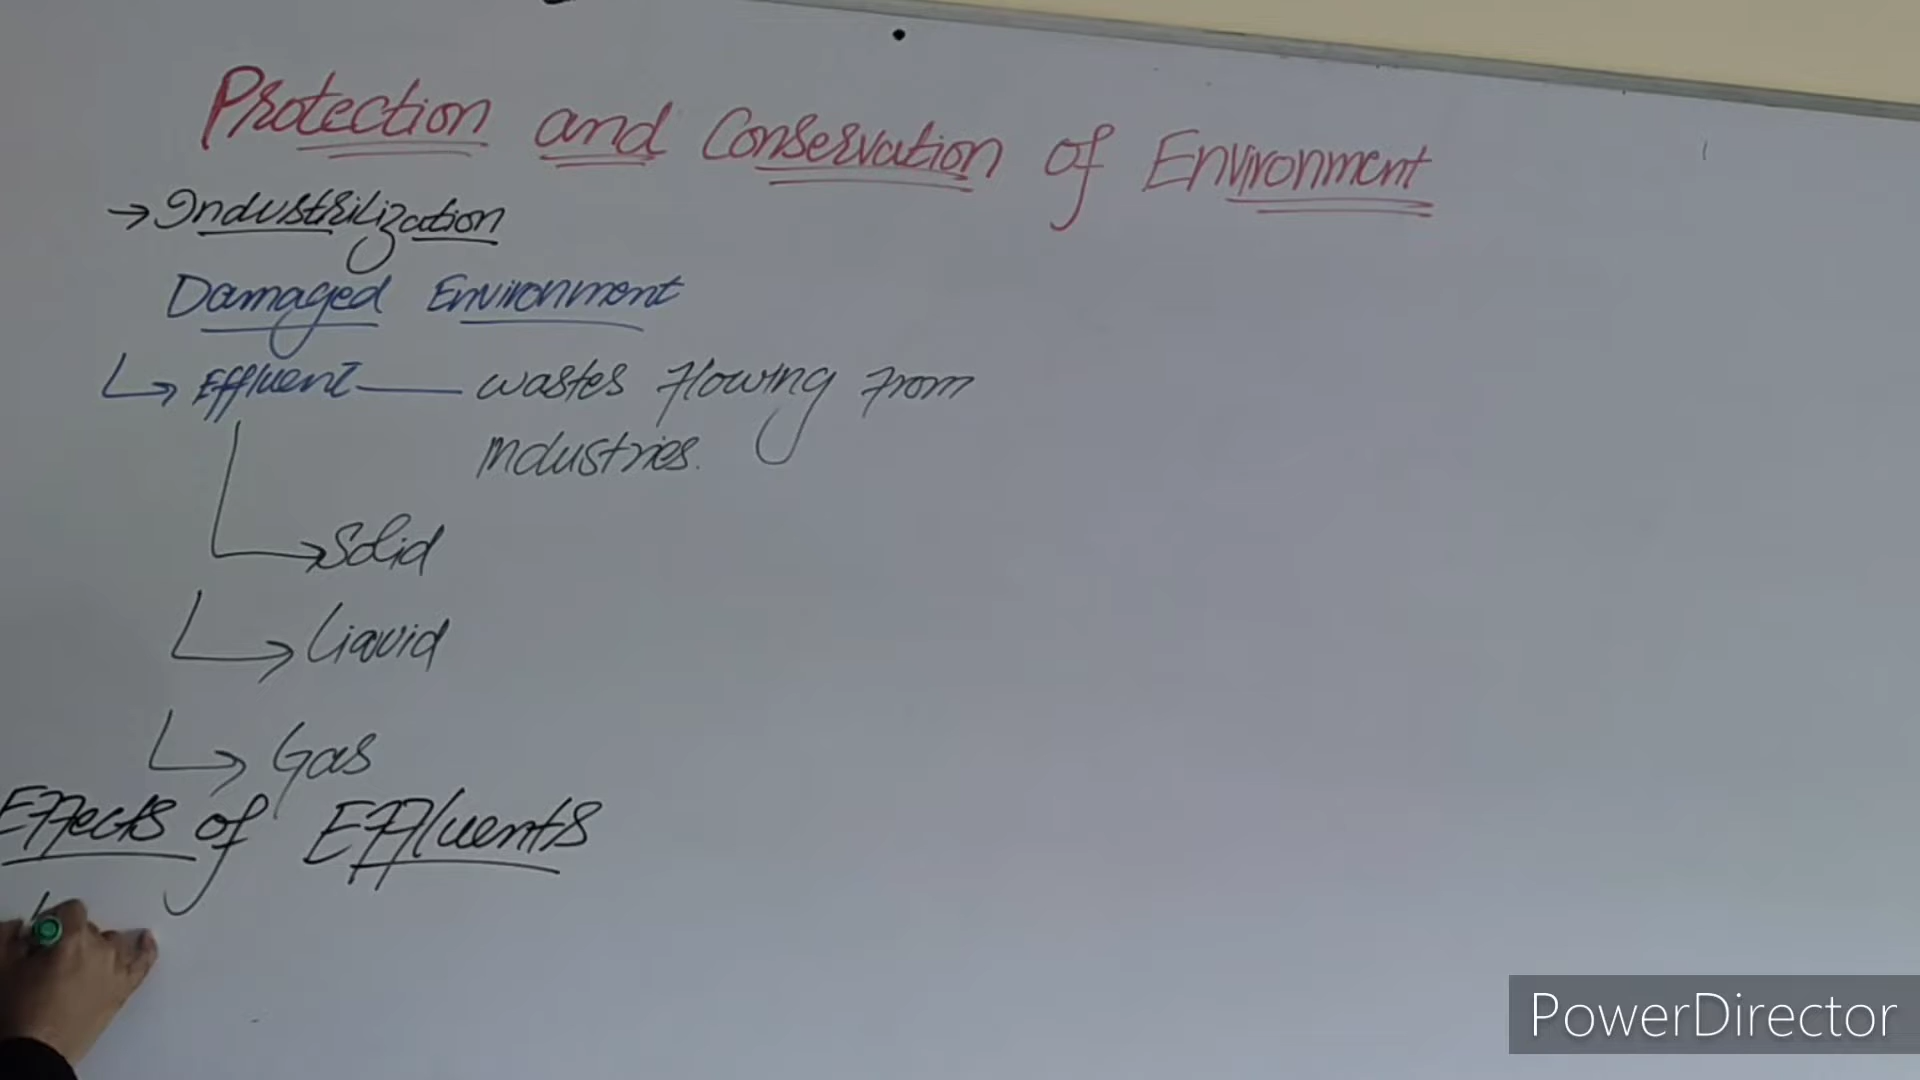 Protection and Conservation of Environment
→ Industrilization
Damaged Environment
↳ Effluent — wastes flowing from
industries.
→ Solid
↳ Liquid
↳ Gas
Effects of Effluents
PowerDirector